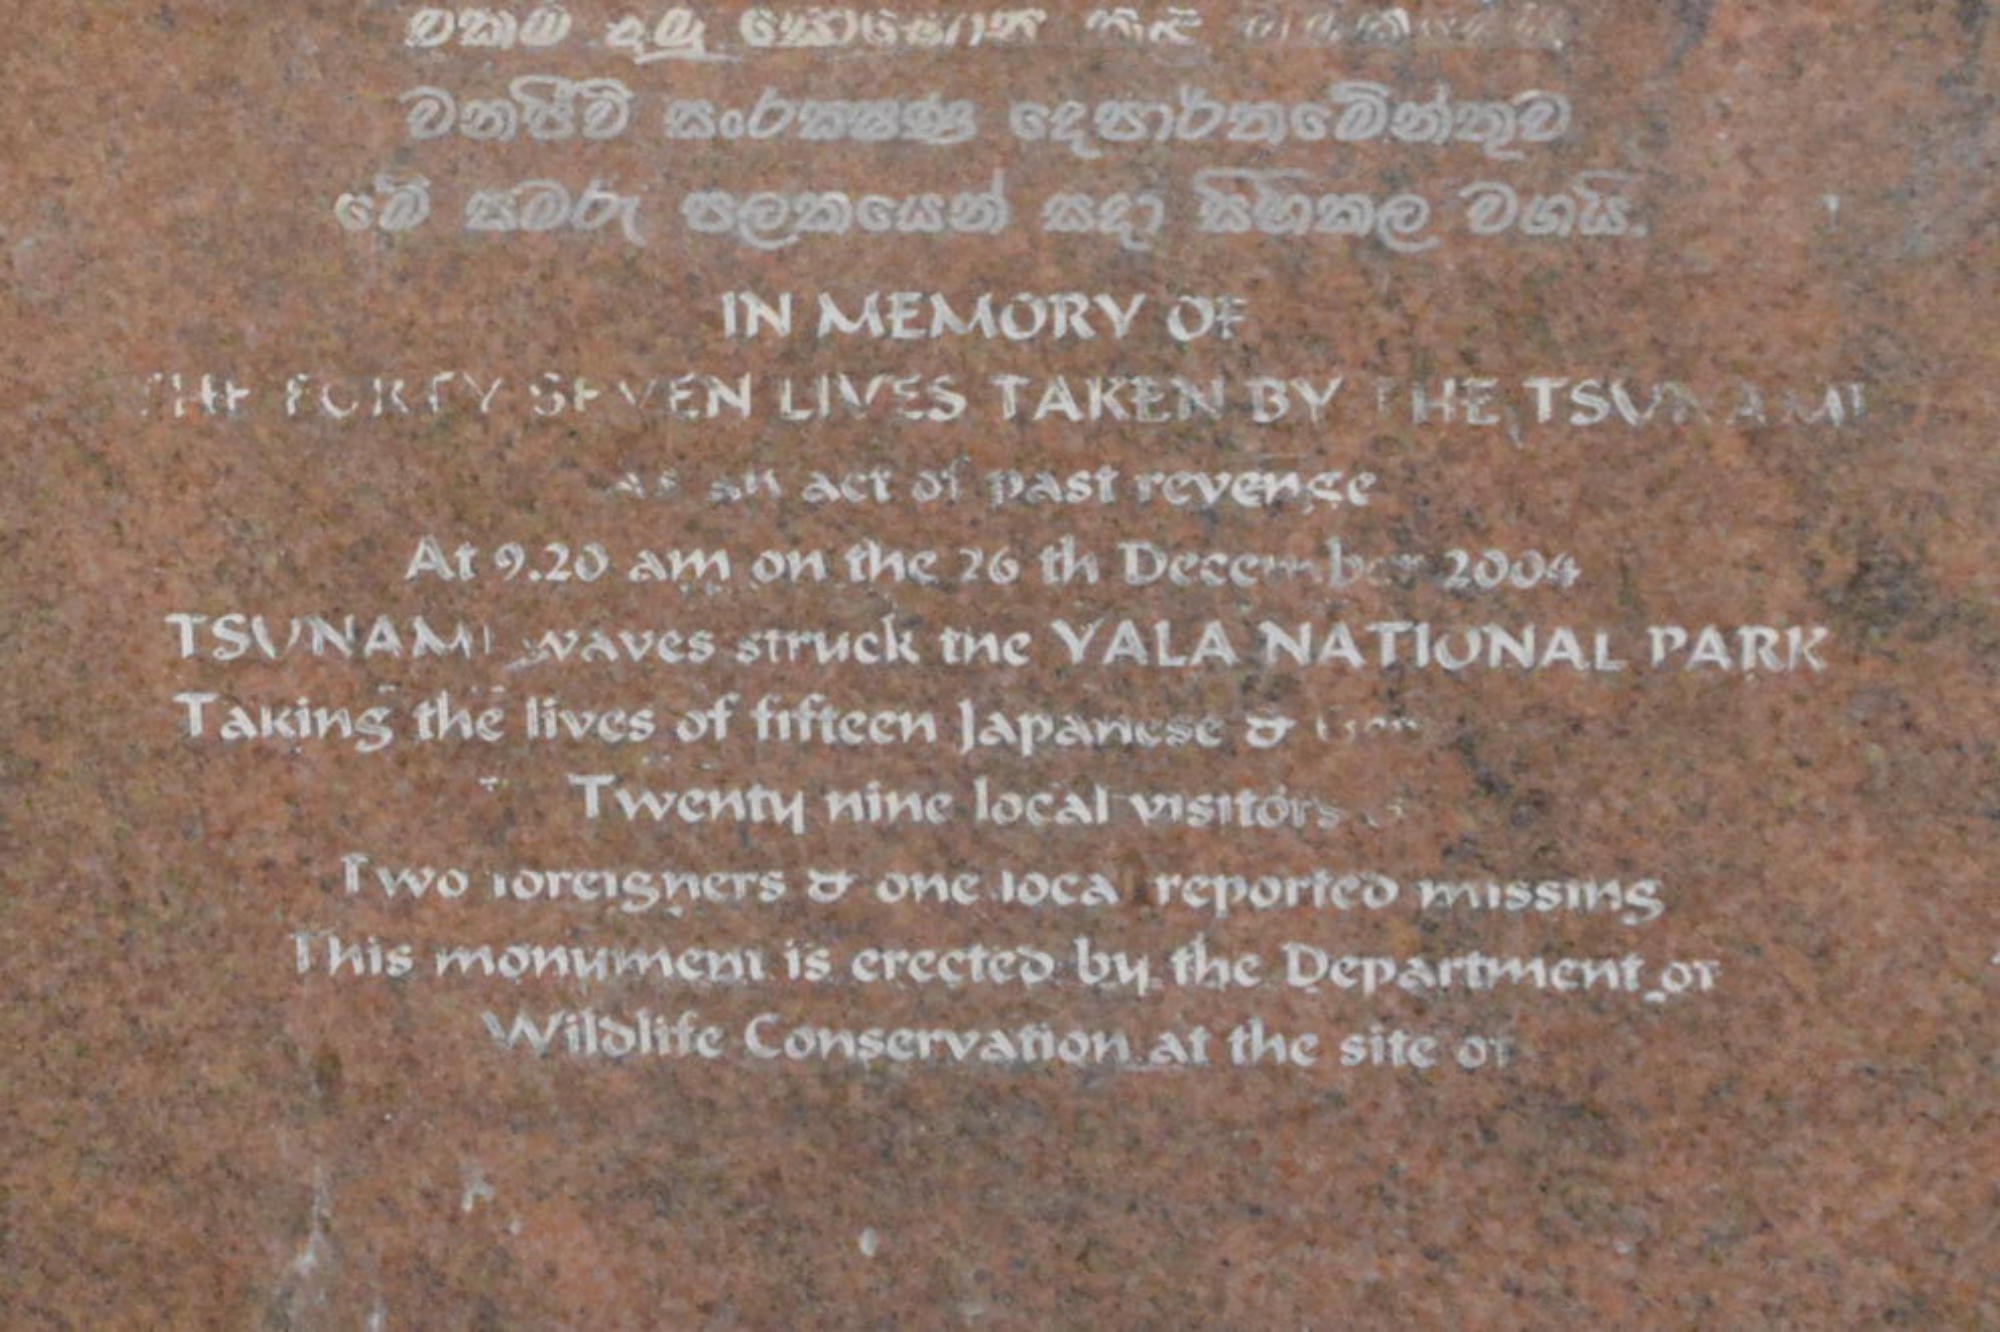 වනජීවී සංරක්ෂණ දෙපාර්තමේන්තුව
මේ සමරු ඵලකයෙන් සදා සිහිකල වගයි.
IN MEMORY OF
THE FORTY SEVEN LIVES TAKEN BY THE TSUNAMI
as an act of past revenge
At 9.20 am on the 26 th December 2004
TSUNAMI waves struck the YALA NATIONAL PARK
Taking the lives of fifteen Japanese &
Twenty nine local visitors
Two foreigners & one local reported missing
This monument is erected by the Department of
Wildlife Conservation at the site of